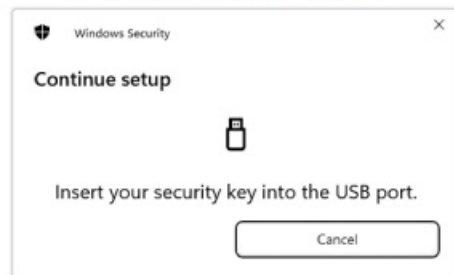 Windows Security
Continue setup
Insert your security key into the USB port.
Cancel